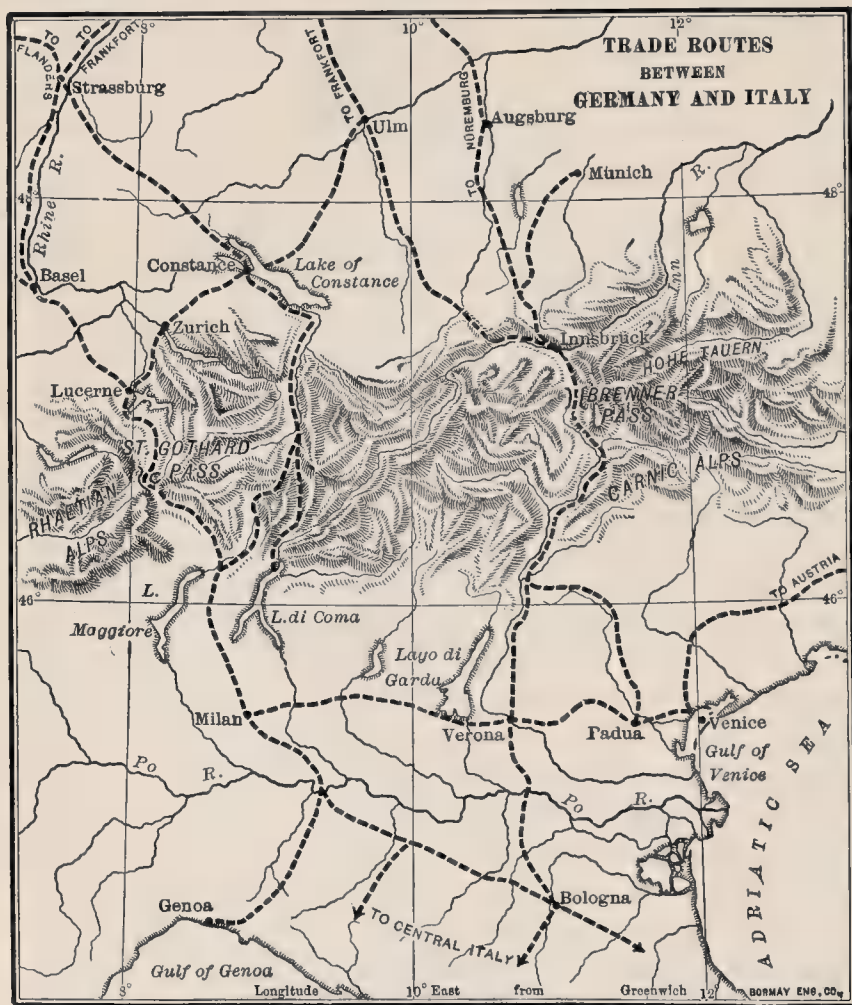 8°
10°
12°
TRADE ROUTES
BETWEEN
GERMANY AND ITALY
TO
FLANDERS
TO
FRANKFORT
Strassburg
TO FRANKFORT
Ulm
TO NÜREMBURG
Augsburg
Munich
R.
48
48°
Rhine R.
Basel
Constance
Lake of
Constance
Inn
Zurich
Innsbruck
HOHE TAUERN
Lucerne
BRENNER
PASS
ST. GOTHARD
PASS
CARNIC ALPS
RHAETIAN
ALPS
TO AUSTRIA
46°
46°
L.
Maggiore
L. di Coma
Layo di
Garda
Milan
Verona
Padua
Venice
Gulf of
Venice
Po R.
Po R.
ADRIATIC SEA
Genoa
Bologna
TO CENTRAL ITALY
Gulf of Genoa
8°
Longitude 10° East from Greenwich 12°
BORMAY ENG. CO.